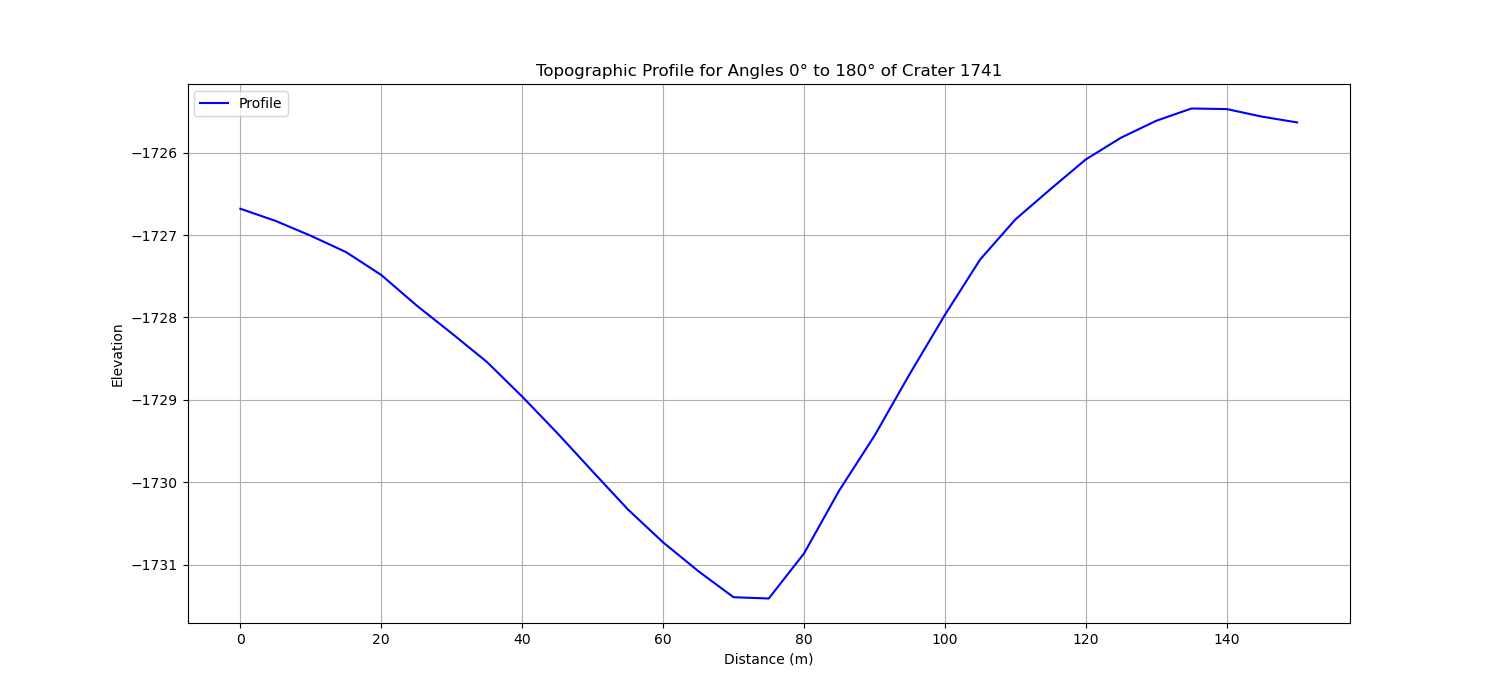 Topographic Profile for Angles 0° to 180° of Crater 1741
Profile
−1726
−1727
−1728
−1729
−1730
−1731
Elevation
0 20 40 60 80 100 120 140
Distance (m)